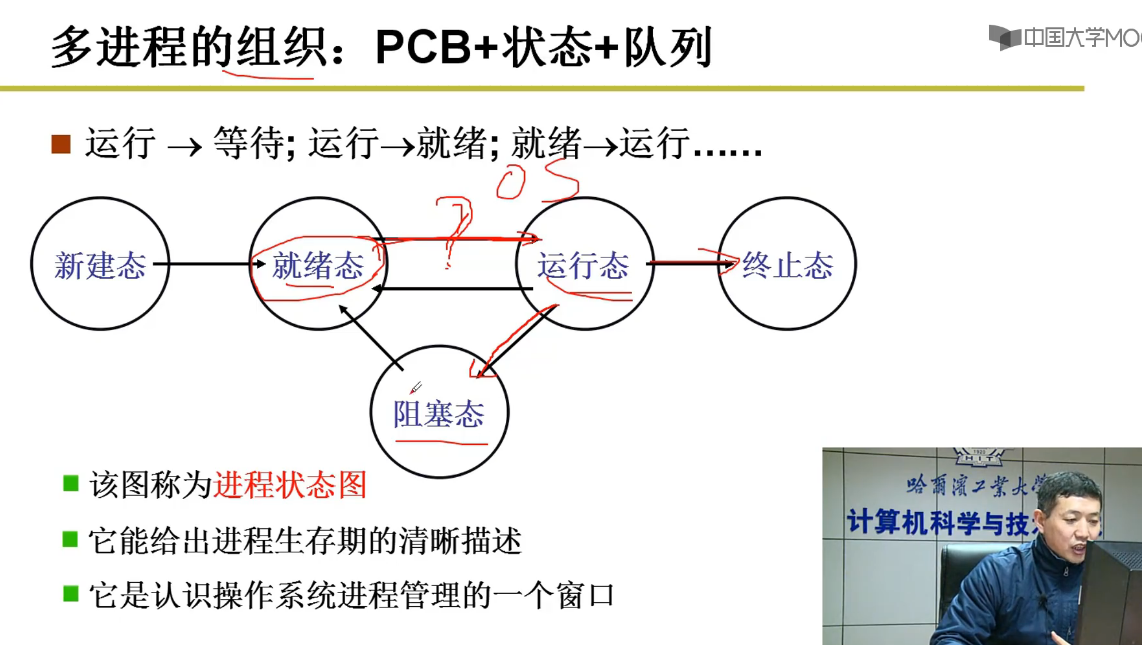 多进程的组织：PCB+状态+队列
中国大学MOO
运行 → 等待; 运行→就绪; 就绪→运行……
? OS
新建态 就绪态 运行态 终止态
阻塞态
该图称为进程状态图
它能给出进程生存期的清晰描述
它是认识操作系统进程管理的一个窗口
HIT
哈爾濱工業大学
计算机科学与技